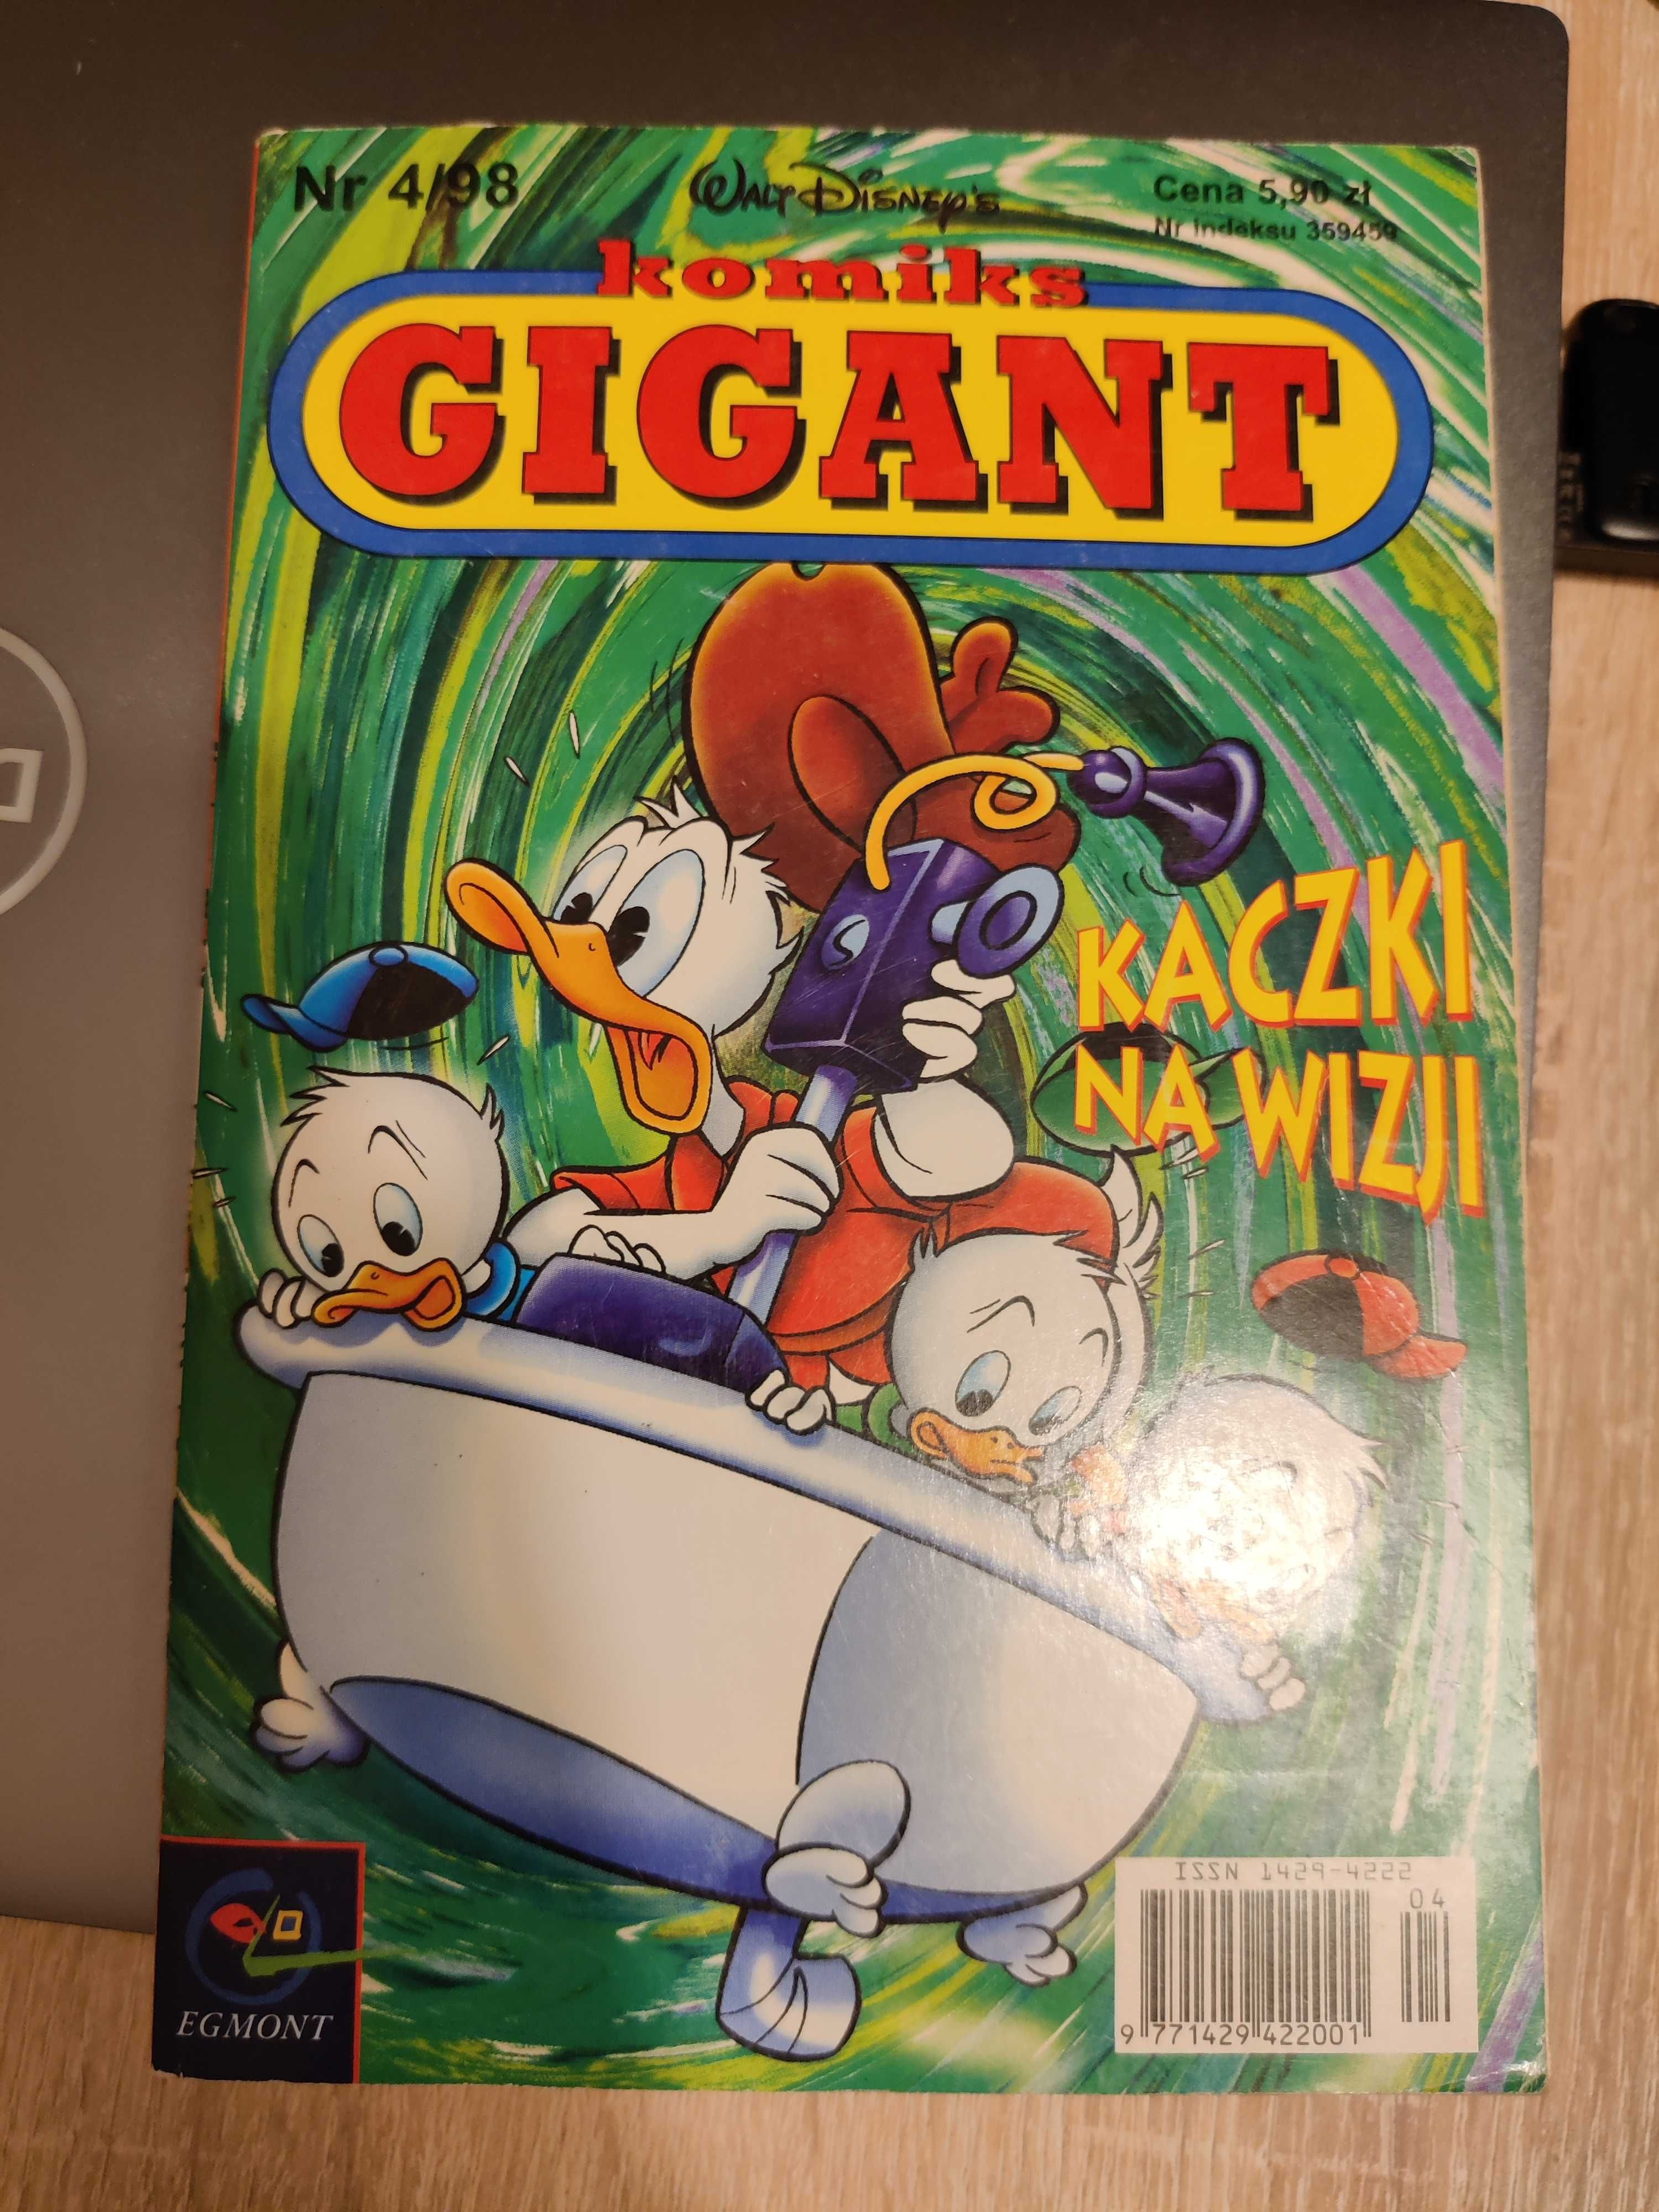 Nr 4/98
WALT DISNEY'S
Cena 5,90 zł
Nr indeksu 359459
komiks
GIGANT
KACZKI
NA WIZJI
EGMONT
ISSN 1429-4222
04
9 771429 422001